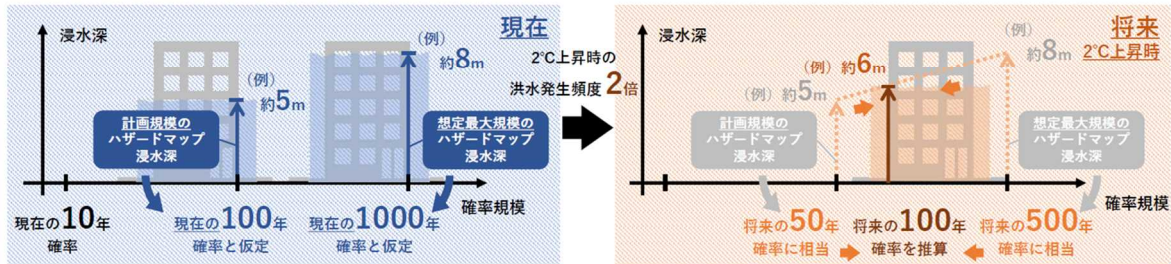 現在
浸水深
(例)
約8m
(例)
約5m
計画規模の
ハザードマップ
浸水深
想定最大規模の
ハザードマップ
浸水深
確率規模
現在の10年
確率
現在の100年
確率と仮定
現在の1000年
確率と仮定
2℃上昇時の
洪水発生頻度2倍
将来
2℃上昇時
浸水深
(例)約5m
(例)約6m
(例)
約8m
計画規模の
ハザードマップ
浸水深
想定最大規模の
ハザードマップ
浸水深
確率規模
将来の50年
確率に相当
将来の100年
確率を推算
将来の500年
確率に相当